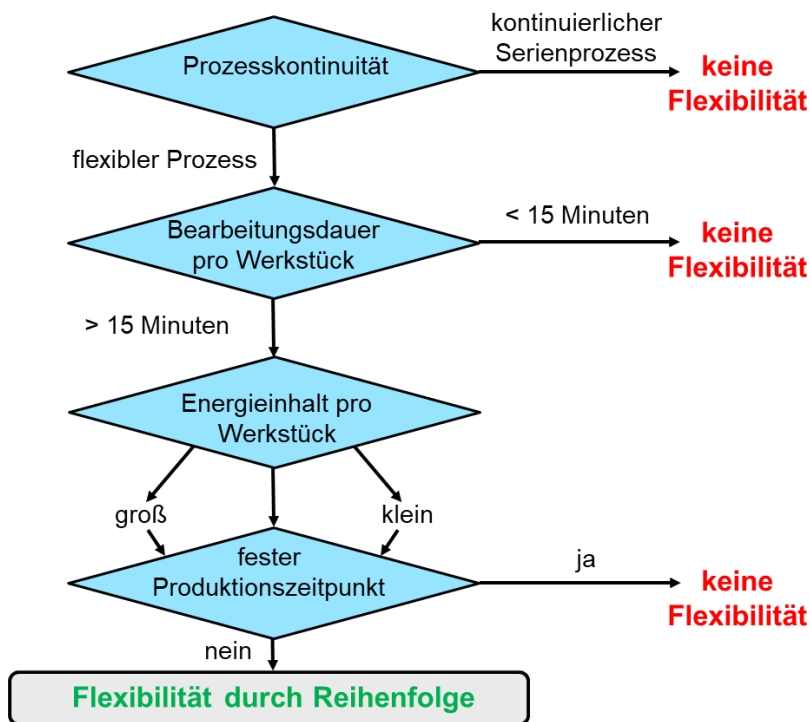 Prozesskontinuität
kontinuierlicher
Serienprozess
keine
Flexibilität
flexibler Prozess
Bearbeitungsdauer
pro Werkstück
< 15 Minuten
keine
Flexibilität
> 15 Minuten
Energieinhalt pro
Werkstück
groß
klein
fester
Produktionszeitpunkt
ja
keine
Flexibilität
nein
Flexibilität durch Reihenfolge